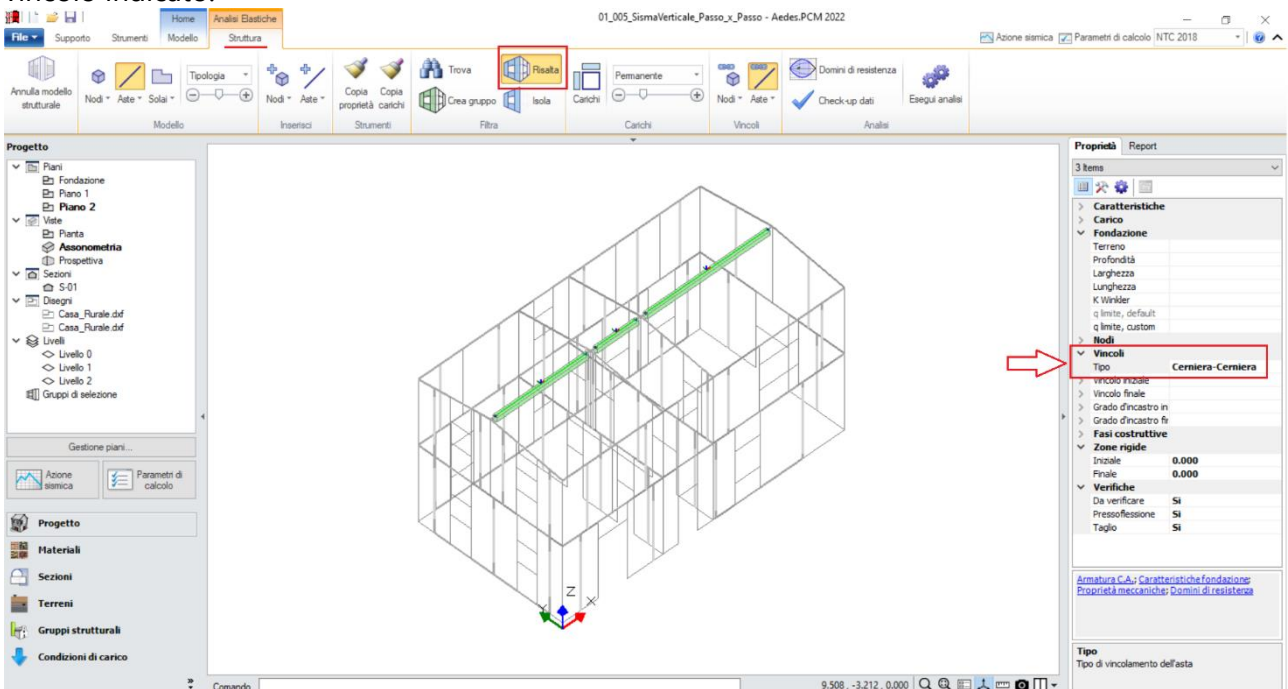 vincolo indicato.
Home
Analisi Elastiche
01_005_SismaVerticale_Passo_x_Passo - Aedes.PCM 2022
File
Supporto
Strumenti
Modello
Struttura
Azione sismica
Parametri di calcolo
NTC 2018
Annulla modello strutturale
Nodi
Aste
Solai
Tipologia
Nodi
Aste
Copia proprietà
Copia carichi
Trova
Risalta
Crea gruppo
Isola
Carichi
Permanente
Nodi
Aste
Domini di resistenza
Check-up dati
Esegui analisi
Modello
Inserisci
Strumenti
Filtra
Carichi
Vincoli
Analisi
Progetto
Piani
Fondazione
Piano 1
Piano 2
Viste
Pianta
Assonometria
Prospettiva
Sezioni
S-01
Disegni
Casa_Rurale.dxf
Casa_Rurale.dxf
Livelli
Livello 0
Livello 1
Livello 2
Gruppi di selezione
Gestione piani...
Azione sismica
Parametri di calcolo
Progetto
Materiali
Sezioni
Terreni
Gruppi strutturali
Condizioni di carico
Z
Y
X
Comando
9.508 , -3.212 , 0.000
Proprietà
Report
3 Items
Caratteristiche
Carico
Fondazione
Terreno
Profondità
Larghezza
Lunghezza
K Winkler
q limite, default
q limite, custom
Nodi
Vincoli
Tipo Cerniera-Cerniera
Vincolo iniziale
Vincolo finale
Grado d'incastro in
Grado d'incastro fir
Fasi costruttive
Zone rigide
Iniziale 0.000
Finale 0.000
Verifiche
Da verificare Sì
Pressoflessione Sì
Taglio Sì
Armatura C.A.; Caratteristiche fondazione;
Proprietà meccaniche; Domini di resistenza
Tipo
Tipo di vincolamento dell'asta